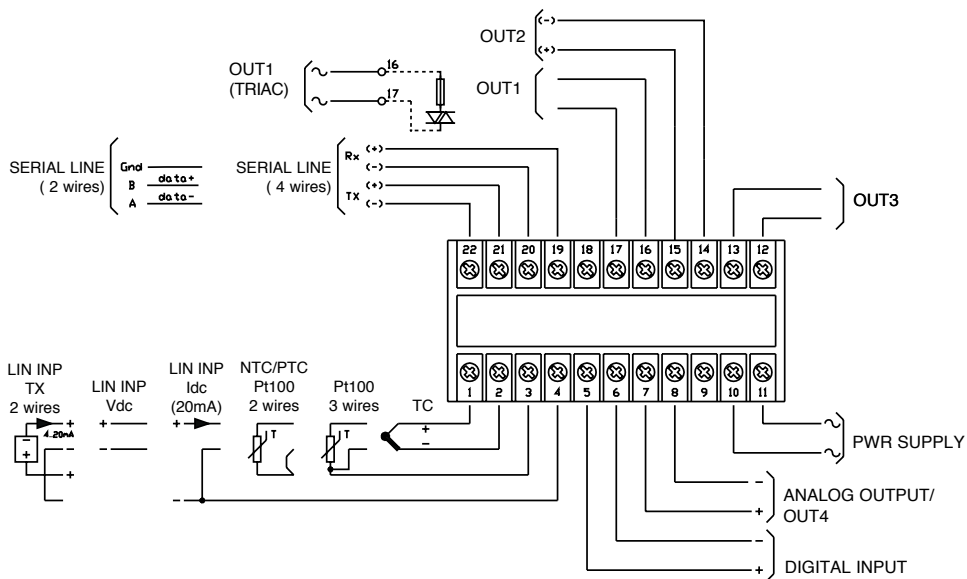 OUT2
(-)
(+)
OUT1
(TRIAC)
16
17
OUT1
SERIAL LINE
( 2 wires)
Gnd
B data+
A data-
SERIAL LINE
( 4 wires)
Rx (+)
(-)
TX (+)
(-)
OUT3
22 21 20 19 18 17 16 15 14 13 12
1 2 3 4 5 6 7 8 9 10 11
LIN INP
TX
2 wires
+
4..20mA
-
+
LIN INP
Vdc
+
-
LIN INP
Idc
(20mA)
+
-
NTC/PTC
Pt100
2 wires
T
Pt100
3 wires
T
TC
+
-
PWR SUPPLY
-
+
ANALOG OUTPUT/
OUT4
-
+
DIGITAL INPUT